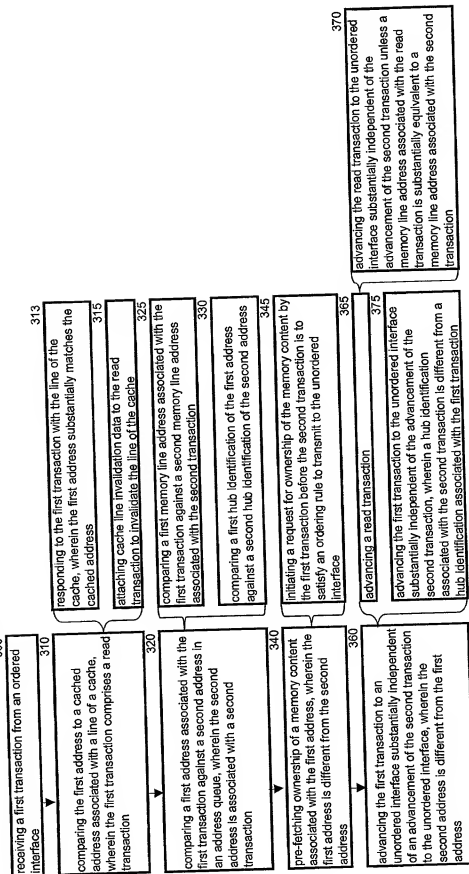 receiving a first transaction from an ordered
interface
310
comparing the first address to a cached
address associated with a line of a cache,
wherein the first transaction comprises a read
transaction
320
comparing a first address associated with the
first transaction against a second address in
an address queue, wherein the second
address is associated with a second
transaction
340
pre-fetching ownership of a memory content
associated with the first address, wherein the
first address is different from the second
address
360
advancing the first transaction to an
unordered interface substantially independent
of an advancement of the second transaction
to the unordered interface, wherein the
second address is different from the first
address
313
responding to the first transaction with the line of the
cache, wherein the first address substantially matches the
cached address
315
attaching cache line invalidation data to the read
transaction to invalidate the line of the cache
325
comparing a first memory line address associated with the
first transaction against a second memory line address
associated with the second transaction
330
comparing a first hub identification of the first address
against a second hub identification of the second address
345
initiating a request for ownership of the memory content by
the first transaction before the second transaction is to
satisfy an ordering rule to transmit to the unordered
interface
365
advancing a read transaction
375
advancing the first transaction to the unordered interface
substantially independent of the advancement of the
second transaction, wherein a hub identification
associated with the second transaction is different from a
hub identification associated with the first transaction
370
advancing the read transaction to the unordered
interface substantially independent of the
advancement of the second transaction unless a
memory line address associated with the read
transaction is substantially equivalent to a
memory line address associated with the second
transaction